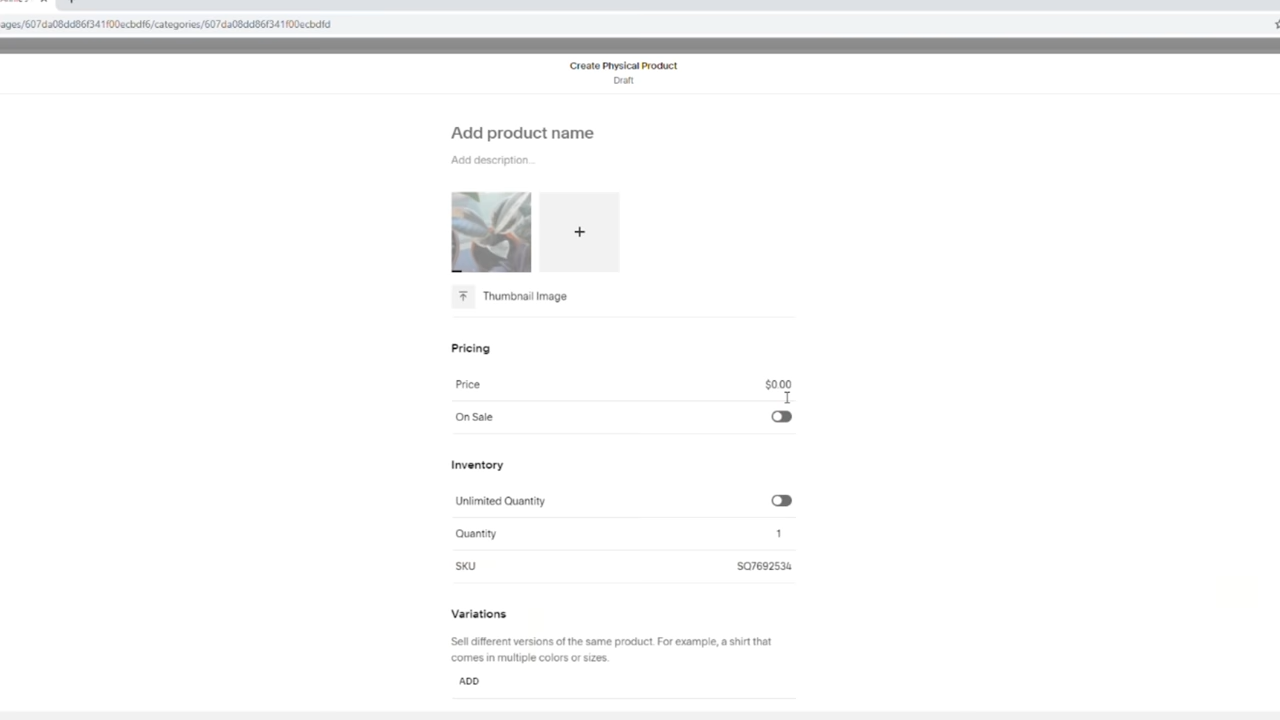 ages/607da08dd86f341f00ecbdf6/categories/607da08dd86f341f00ecbdfd
Create Physical Product
Draft
Add product name
Add description...
+
Thumbnail Image
Pricing
Price $0.00
On Sale
Inventory
Unlimited Quantity
Quantity 1
SKU SQ7692534
Variations
Sell different versions of the same product. For example, a shirt that
comes in multiple colors or sizes.
ADD